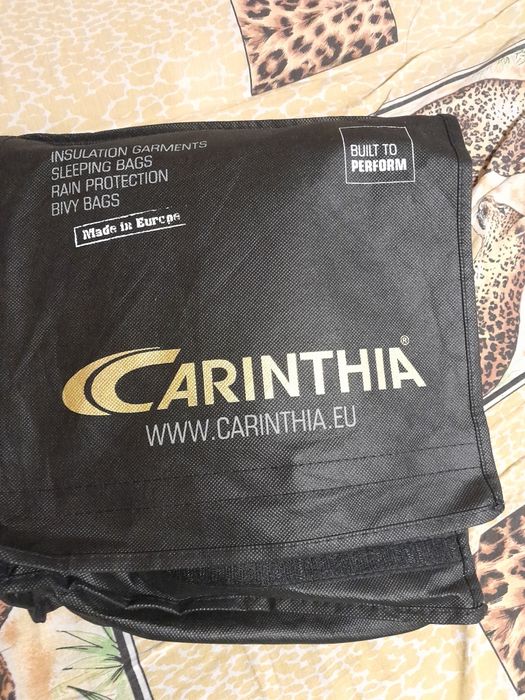 INSULATION GARMENTS
SLEEPING BAGS
RAIN PROTECTION
BIVY BAGS
Made in Europe
BUILT TO
PERFORM
CARINTHIA®
WWW.CARINTHIA.EU